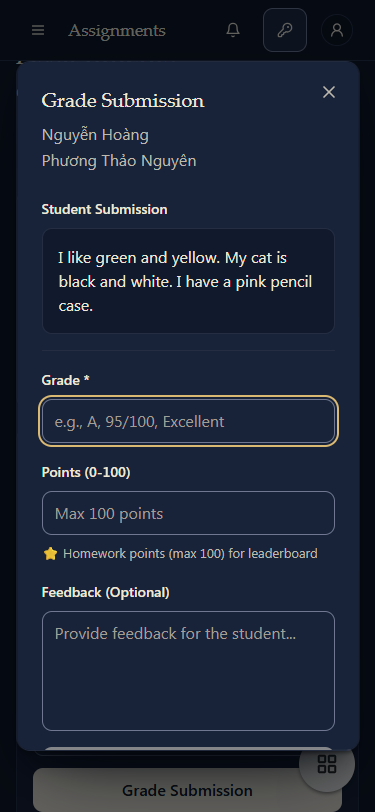 Assignments
Grade Submission
Nguyễn Hoàng
Phương Thảo Nguyên
Student Submission
I like green and yellow. My cat is
black and white. I have a pink pencil
case.
Grade *
e.g., A, 95/100, Excellent
Points (0-100)
Max 100 points
⭐ Homework points (max 100) for leaderboard
Feedback (Optional)
Provide feedback for the student...
Grade Submission